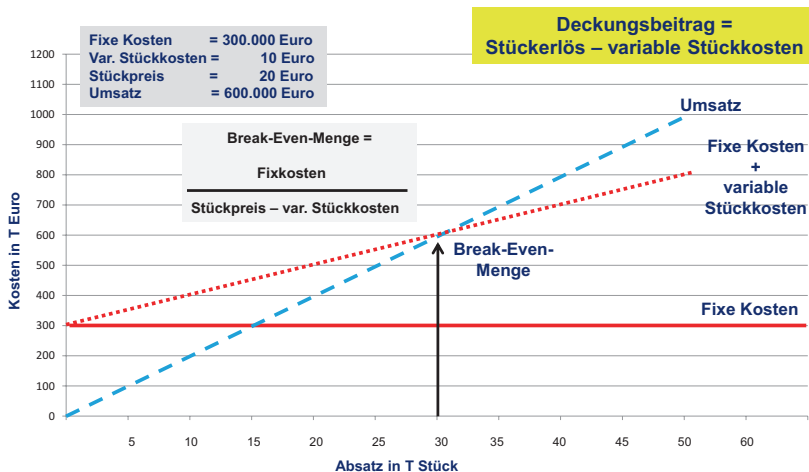 Deckungsbeitrag =
Stückerlös – variable Stückkosten
Fixe Kosten = 300.000 Euro
Var. Stückkosten = 10 Euro
Stückpreis = 20 Euro
Umsatz = 600.000 Euro
Break-Even-Menge =
Fixkosten
Stückpreis – var. Stückkosten
Umsatz
Fixe Kosten
+
variable
Stückkosten
Break-Even-
Menge
Fixe Kosten
Kosten in T Euro
1200
1100
1000
900
800
700
600
500
400
300
200
100
0
5 10 15 20 25 30 35 40 45 50 60
Absatz in T Stück